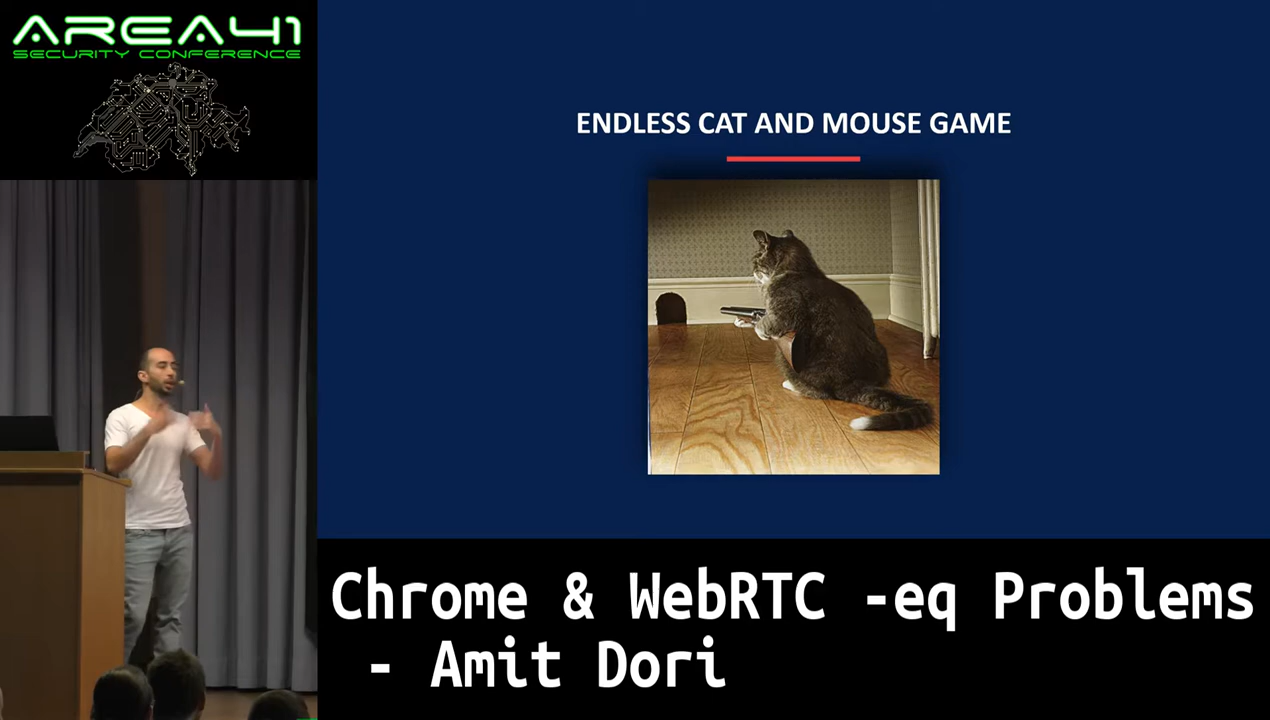 AREA41
SECURITY CONFERENCE
ENDLESS CAT AND MOUSE GAME
Chrome & WebRTC -eq Problems
- Amit Dori